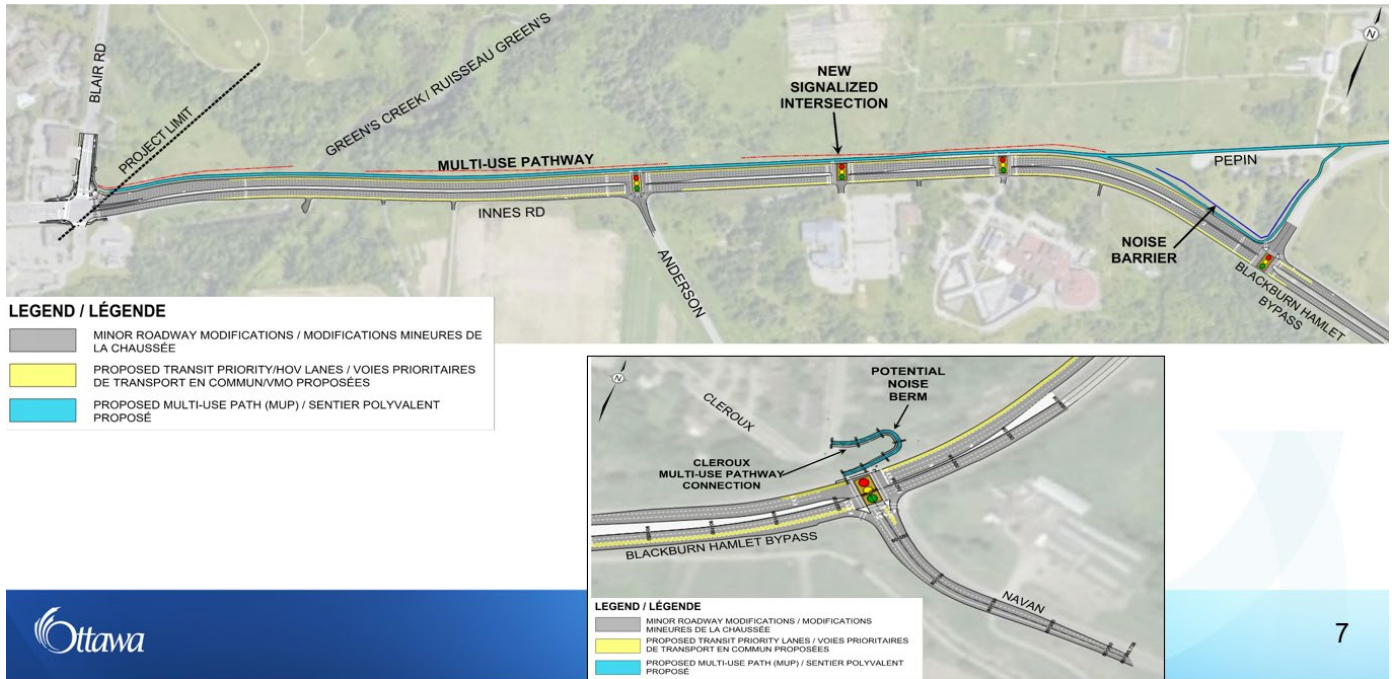 BLAIR RD
PROJECT LIMIT
GREEN'S CREEK / RUISSEAU GREEN'S
NEW
SIGNALIZED
INTERSECTION
N
MULTI-USE PATHWAY
PEPIN
INNES RD
ANDERSON
NOISE
BARRIER
BLACKBURN HAMLET
BYPASS
LEGEND / LÉGENDE
MINOR ROADWAY MODIFICATIONS / MODIFICATIONS MINEURES DE
LA CHAUSSÉE
PROPOSED TRANSIT PRIORITY/HOV LANES / VOIES PRIORITAIRES
DE TRANSPORT EN COMMUN/VMO PROPOSÉES
PROPOSED MULTI-USE PATH (MUP) / SENTIER POLYVALENT
PROPOSÉ
N
CLEROUX
POTENTIAL
NOISE
BERM
CLEROUX
MULTI-USE PATHWAY
CONNECTION
BLACKBURN HAMLET BYPASS
NAVAN
LEGEND / LÉGENDE
MINOR ROADWAY MODIFICATIONS / MODIFICATIONS
MINEURES DE LA CHAUSSÉE
PROPOSED TRANSIT PRIORITY LANES / VOIES PRIORITAIRES
DE TRANSPORT EN COMMUN PROPOSÉES
PROPOSED MULTI-USE PATH (MUP) / SENTIER POLYVALENT
PROPOSÉ
Ottawa
7